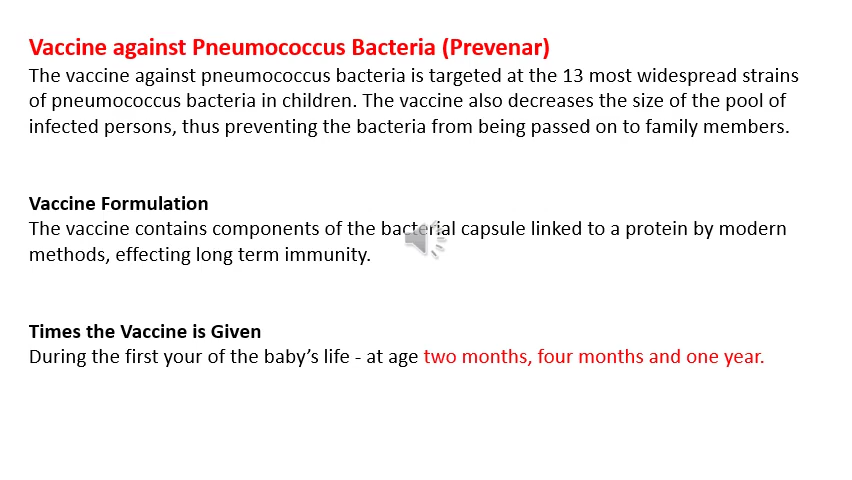 Vaccine against Pneumococcus Bacteria (Prevenar)
The vaccine against pneumococcus bacteria is targeted at the 13 most widespread strains
of pneumococcus bacteria in children. The vaccine also decreases the size of the pool of
infected persons, thus preventing the bacteria from being passed on to family members.
Vaccine Formulation
The vaccine contains components of the bacterial capsule linked to a protein by modern
methods, effecting long term immunity.
Times the Vaccine is Given
During the first your of the baby’s life - at age two months, four months and one year.